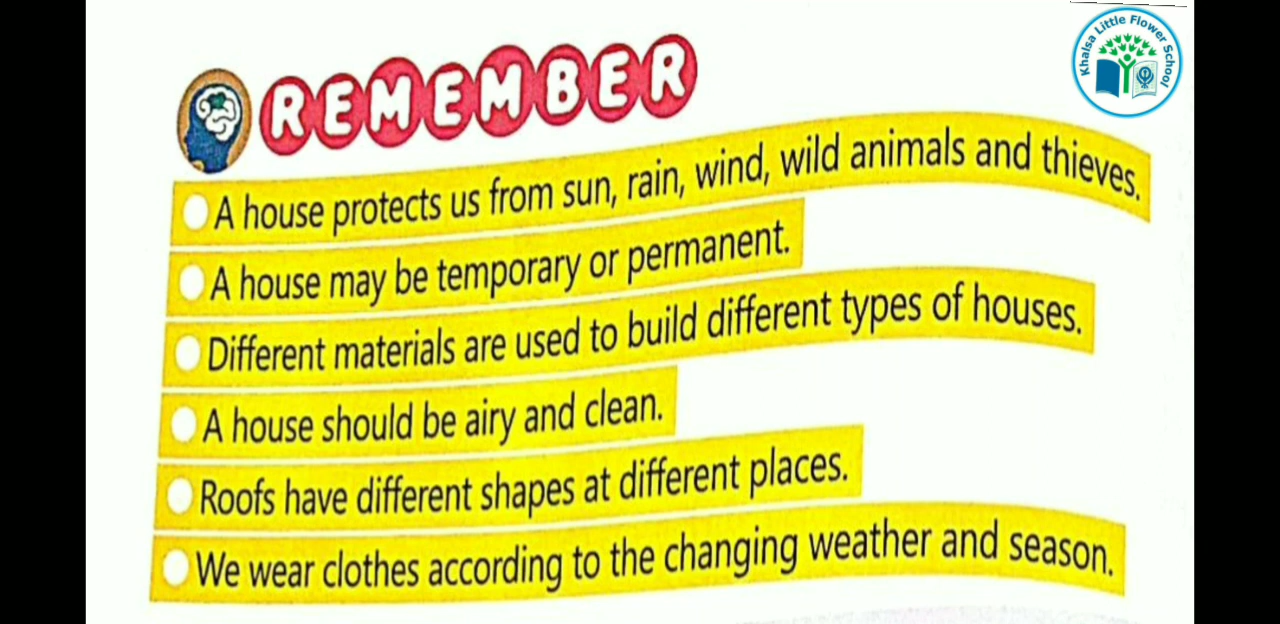 Khalsa Little Flower School
REMEMBER
A house protects us from sun, rain, wind, wild animals and thieves.
A house may be temporary or permanent.
Different materials are used to build different types of houses.
A house should be airy and clean.
Roofs have different shapes at different places.
We wear clothes according to the changing weather and season.